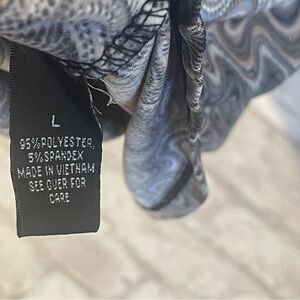 L
95% POLYESTER,
5% SPANDEX
MADE IN VIETNAM
SEE OVER FOR
CARE